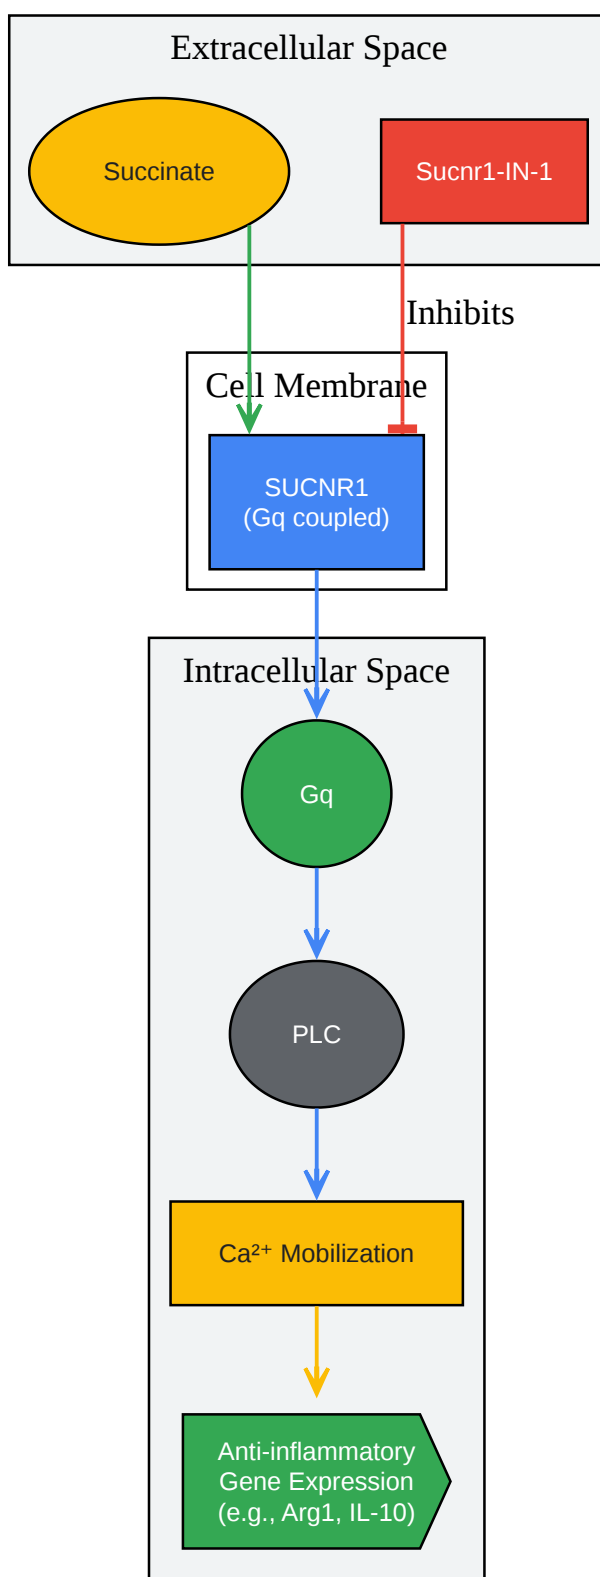 Extracellular Space
Succinate
Sucnr1-IN-1
Inhibits
Cell Membrane
SUCNR1
(Gq coupled)
Intracellular Space
Gq
PLC
Ca²⁺ Mobilization
Anti-inflammatory
Gene Expression
(e.g., Arg1, IL-10)